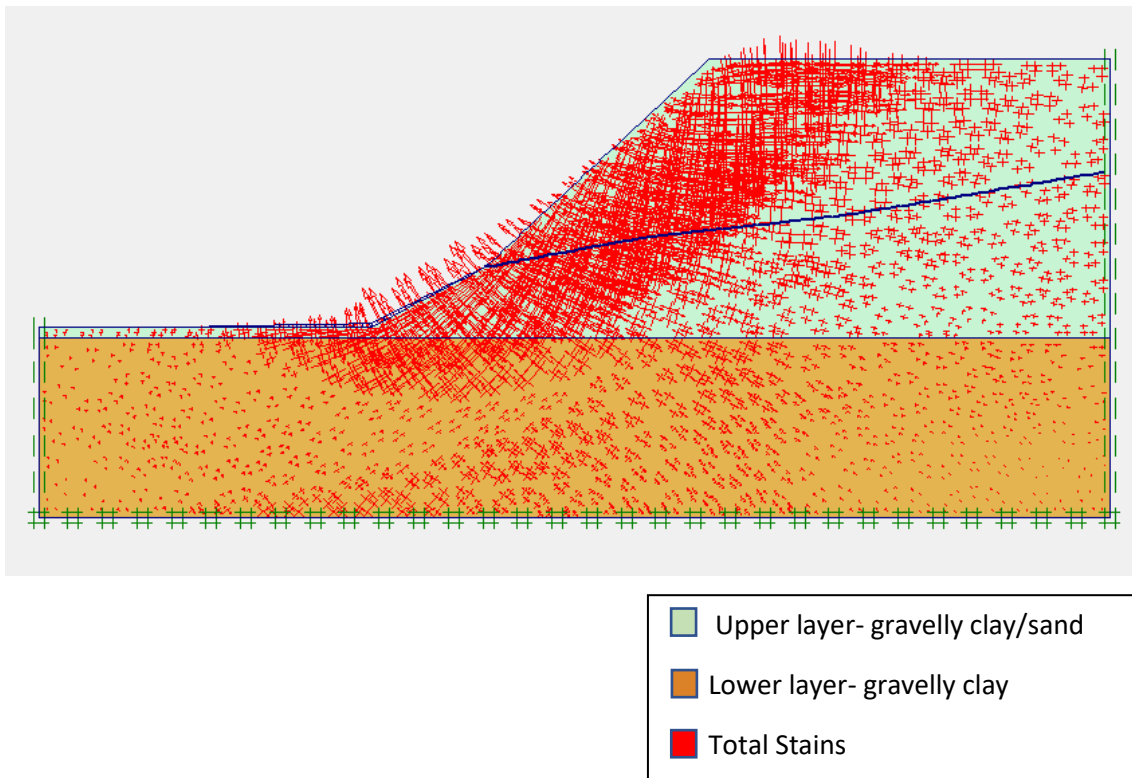 Upper layer- gravelly clay/sand
Lower layer- gravelly clay
Total Stains